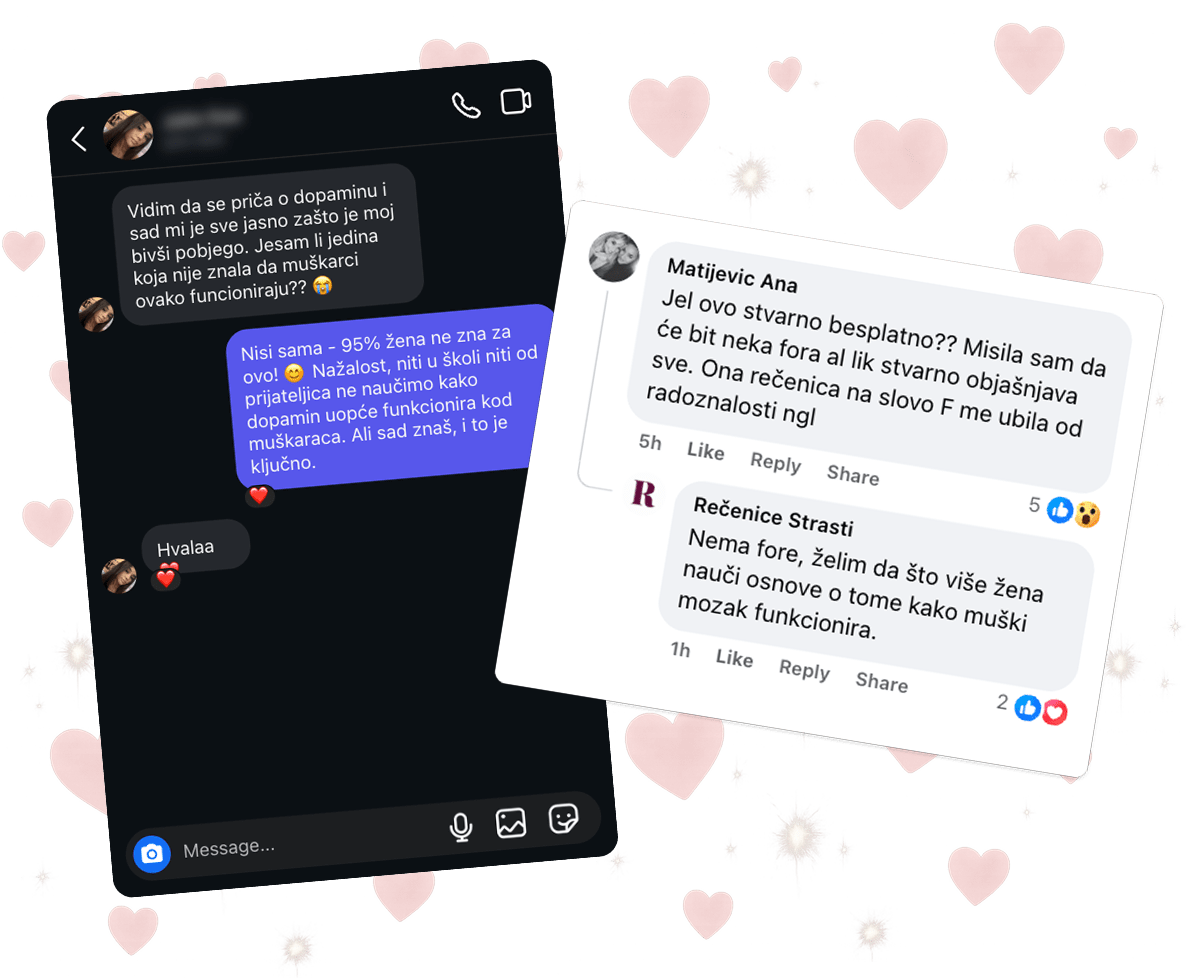 Vidim da se priča o dopaminu i
sad mi je sve jasno zašto je moj
bivši pobjego. Jesam li jedina
koja nije znala da muškarci
ovako funcioniraju?? 😭
Nisi sama - 95% žena ne zna za
ovo! 😊 Nažalost, niti u školi niti od
prijateljica ne naučimo kako
dopamin uopće funkcionira kod
muškaraca. Ali sad znaš, i to je
ključno.
Hvalaa
Message...
Matijevic Ana
Jel ovo stvarno besplatno?? Misila sam da
će bit neka fora al lik stvarno objašnjava
sve. Ona rečenica na slovo F me ubila od
radoznalosti ngl
5h Like Reply Share
5
R
Rečenice Strasti
Nema fore, želim da što više žena
nauči osnove o tome kako muški
mozak funkcionira.
1h Like Reply Share
2